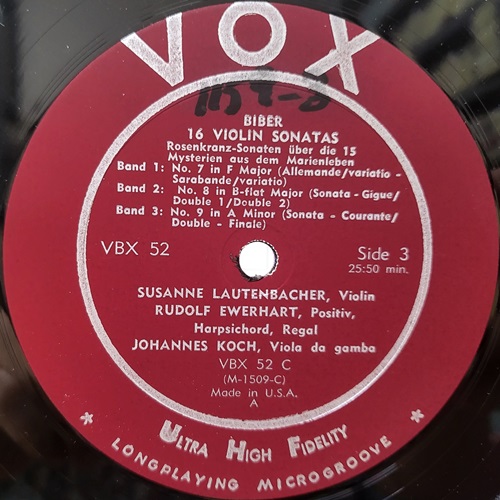 VOX
BIBER
16 VIOLIN SONATAS
Rosenkranz-Sonaten über die 15
Mysterien aus dem Marienleben
Band 1: No. 7 in F Major (Allemande/variatio -
Sarabande/variatio)
Band 2: No. 8 in B-flat Major (Sonata - Gigue/
Double 1/Double 2)
Band 3: No. 9 in A Minor (Sonata - Courante/
Double - Finale)
VBX 52
Side 3
25:50 min.
SUSANNE LAUTENBACHER, Violin
RUDOLF EWERHART, Positiv,
Harpsichord, Regal
JOHANNES KOCH, Viola da gamba
VBX 52 C
(M-1509-C)
Made in U.S.A.
A
ULTRA HIGH FIDELITY
* LONGPLAYING MICROGROOVE *